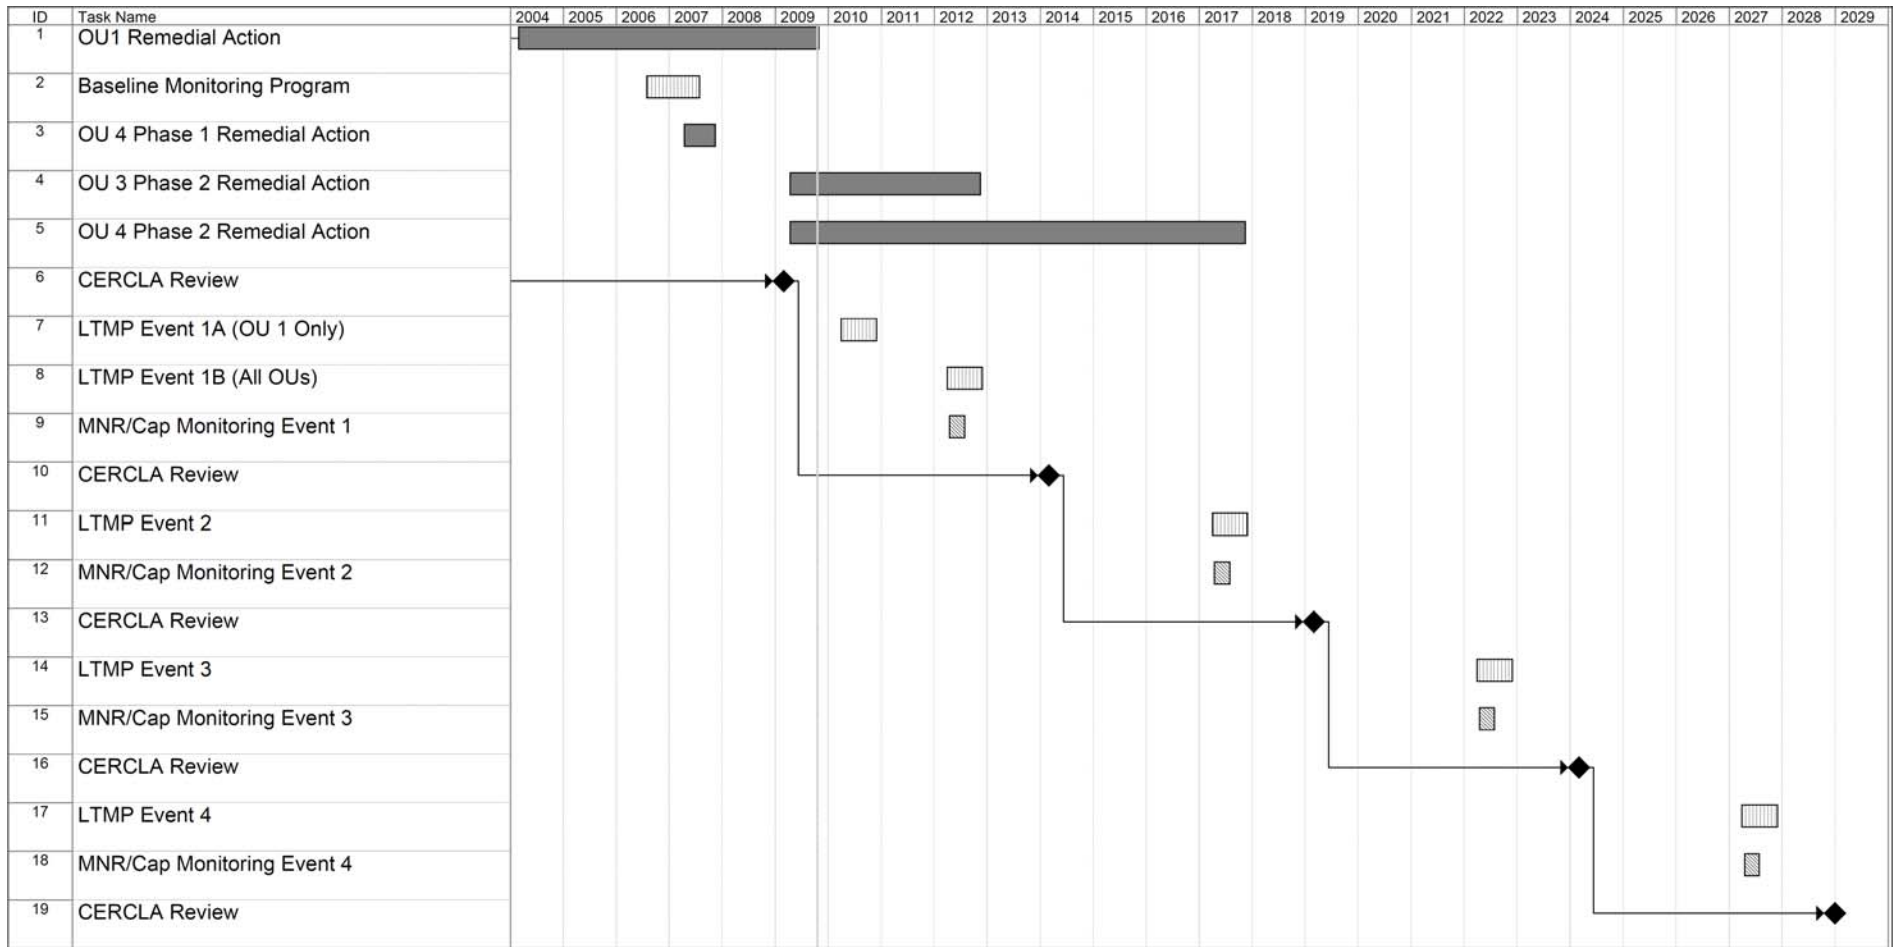 ID Task Name 2004 2005 2006 2007 2008 2009 2010 2011 2012 2013 2014 2015 2016 2017 2018 2019 2020 2021 2022 2023 2024 2025 2026 2027 2028 2029
1 OU1 Remedial Action
2 Baseline Monitoring Program
3 OU 4 Phase 1 Remedial Action
4 OU 3 Phase 2 Remedial Action
5 OU 4 Phase 2 Remedial Action
6 CERCLA Review
7 LTMP Event 1A (OU 1 Only)
8 LTMP Event 1B (All OUs)
9 MNR/Cap Monitoring Event 1
10 CERCLA Review
11 LTMP Event 2
12 MNR/Cap Monitoring Event 2
13 CERCLA Review
14 LTMP Event 3
15 MNR/Cap Monitoring Event 3
16 CERCLA Review
17 LTMP Event 4
18 MNR/Cap Monitoring Event 4
19 CERCLA Review